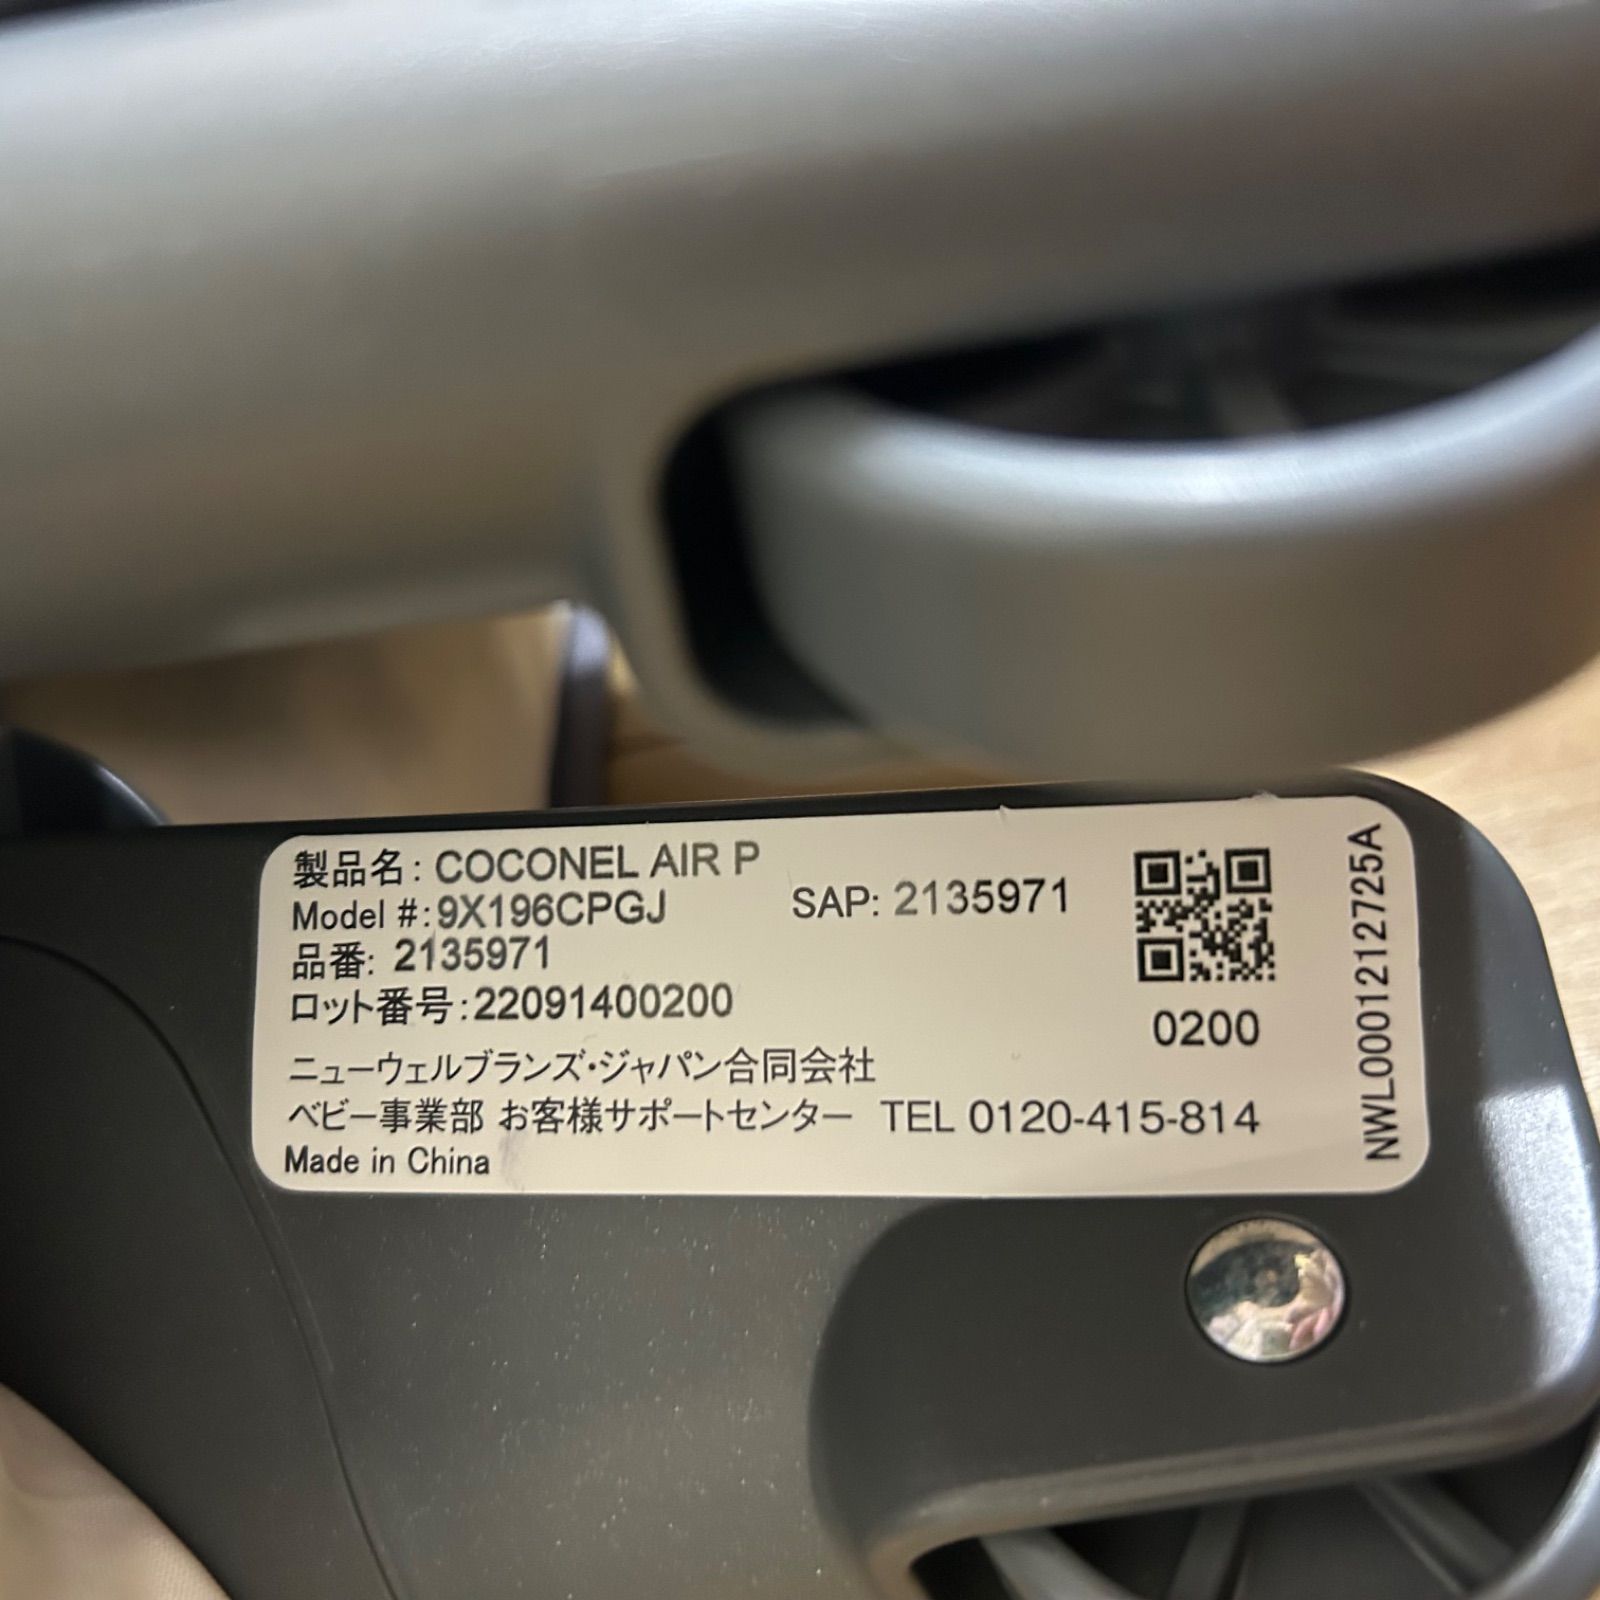 製品名: COCONEL AIR P
Model #:9X196CPGJ
SAP: 2135971
品番: 2135971
ロット番号:22091400200
0200
ニューウェルブランズ・ジャパン合同会社
ベビー事業部 お客様サポートセンター TEL 0120-415-814
Made in China
NWL0001212725A